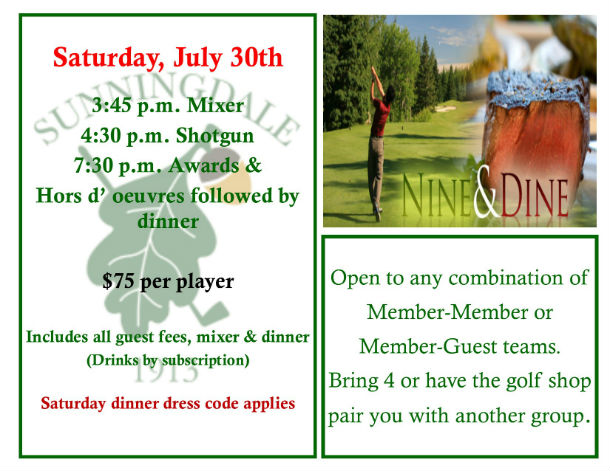 Saturday, July 30th
SUNNINGDALE
3:45 p.m. Mixer
4:30 p.m. Shotgun
7:30 p.m. Awards &
Hors d' oeuvres followed by
dinner
$75 per player
Includes all guest fees, mixer & dinner
(Drinks by subscription)
1913
Saturday dinner dress code applies
NINE&DINE
Open to any combination of
Member-Member or
Member-Guest teams.
Bring 4 or have the golf shop
pair you with another group.